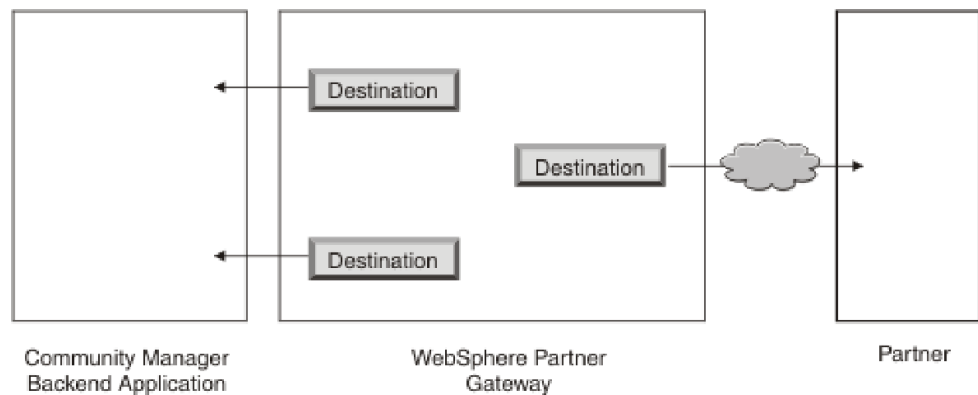 Destination
Destination
Destination
Community Manager
Backend Application
WebSphere Partner
Gateway
Partner